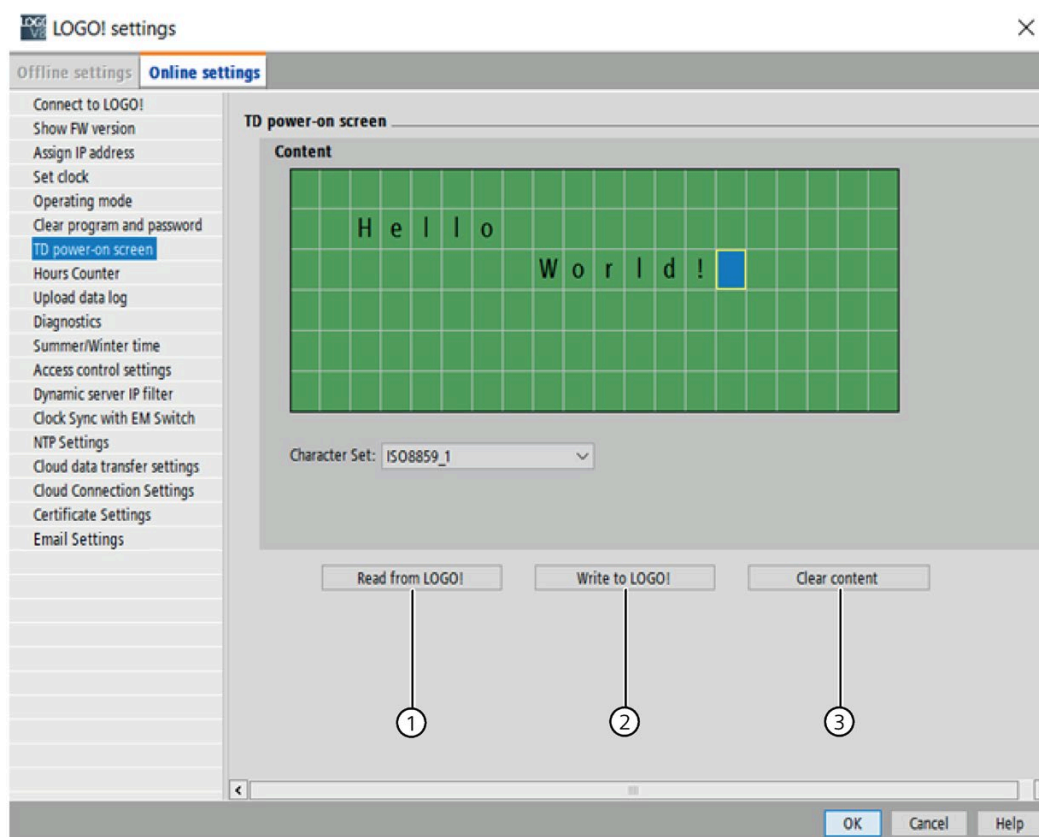 LOGO! settings
Offline settings
Online settings
Connect to LOGO!
Show FW version
Assign IP address
Set clock
Operating mode
Clear program and password
TD power-on screen
Hours Counter
Upload data log
Diagnostics
Summer/Winter time
Access control settings
Dynamic server IP filter
Clock Sync with EM Switch
NTP Settings
Cloud data transfer settings
Cloud Connection Settings
Certificate Settings
Email Settings
TD power-on screen
Content
Hello
World!
Character Set: ISO8859_1
Read from LOGO! Write to LOGO! Clear content
1 2 3
OK Cancel Help